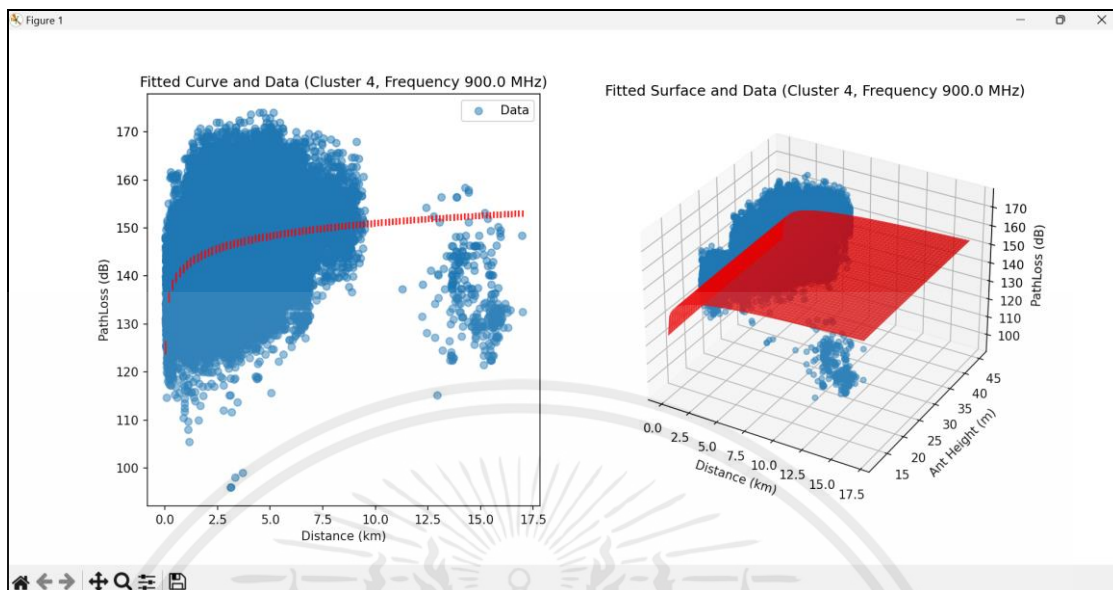 Figure 1
Fitted Curve and Data (Cluster 4, Frequency 900.0 MHz)
Data
PathLoss (dB)
170
160
150
140
130
120
110
100
0.0 2.5 5.0 7.5 10.0 12.5 15.0 17.5
Distance (km)
Fitted Surface and Data (Cluster 4, Frequency 900.0 MHz)
170
160
150
140
130
120
110
100
PathLoss (dB)
45
40
35
30
25
20
15
Ant Height (m)
0.0 2.5 5.0 7.5 10.0 12.5 15.0 17.5
Distance (km)